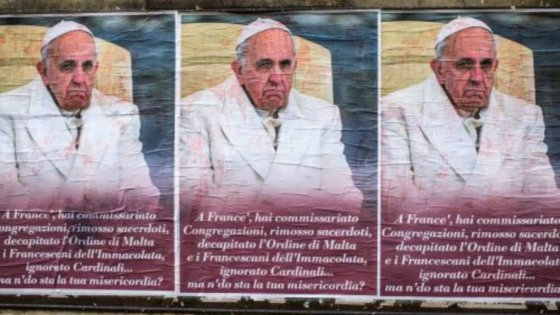 A France', hai commissariato
Congregazioni, rimosso sacerdoti,
decapitato l'Ordine di Malta
e i Francescani dell'Immacolata,
ignorato Cardinali...
ma n'do sta la tua misericordia?
A France', hai commissariato
Congregazioni, rimosso sacerdoti,
decapitato l'Ordine di Malta
e i Francescani dell'Immacolata,
ignorato Cardinali...
ma n'do sta la tua misericordia?
A France', hai commissariato
Congregazioni, rimosso sacerdoti,
decapitato l'Ordine di Malta
e i Francescani dell'Immacolata,
ignorato Cardinali...
ma n'do sta la tua misericordia?